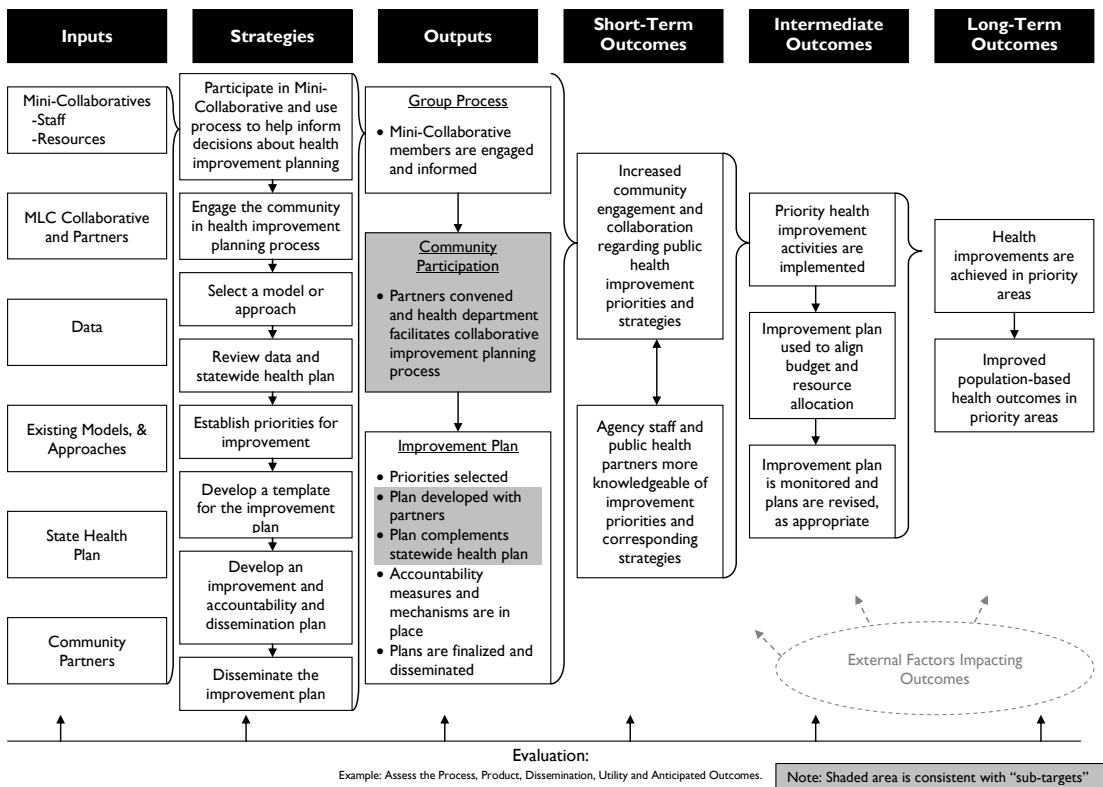 Inputs
Strategies
Outputs
Short-Term
Outcomes
Intermediate
Outcomes
Long-Term
Outcomes
Mini-Collaboratives
-Staff
-Resources
MLC Collaborative
and Partners
Data
Existing Models, &
Approaches
State Health
Plan
Community
Partners
Participate in Mini-
Collaborative and use
process to help inform
decisions about health
improvement planning
Engage the community
in health improvement
planning process
Select a model or
approach
Review data and
statewide health plan
Establish priorities for
improvement
Develop a template
for the improvement
plan
Develop an
improvement and
accountability and
dissemination plan
Disseminate the
improvement plan
Group Process
• Mini-Collaborative
members are engaged
and informed
Community
Participation
• Partners convened
and health department
facilitates collaborative
improvement planning
process
Improvement Plan
• Priorities selected
• Plan developed with
partners
• Plan complements
statewide health plan
• Accountability
measures and
mechanisms are in
place
• Plans are finalized and
disseminated
Increased
community
engagement and
collaboration
regarding public
health
improvement
priorities and
strategies
Agency staff and
public health
partners more
knowledgeable of
improvement
priorities and
corresponding
strategies
Priority health
improvement
activities are
implemented
Improvement plan
used to align
budget and
resource
allocation
Improvement plan
is monitored and
plans are revised,
as appropriate
Health
improvements are
achieved in priority
areas
Improved
population-based
health outcomes in
priority areas
External Factors Impacting
Outcomes
Evaluation:
Example: Assess the Process, Product, Dissemination, Utility and Anticipated Outcomes.
Note: Shaded area is consistent with “sub-targets”